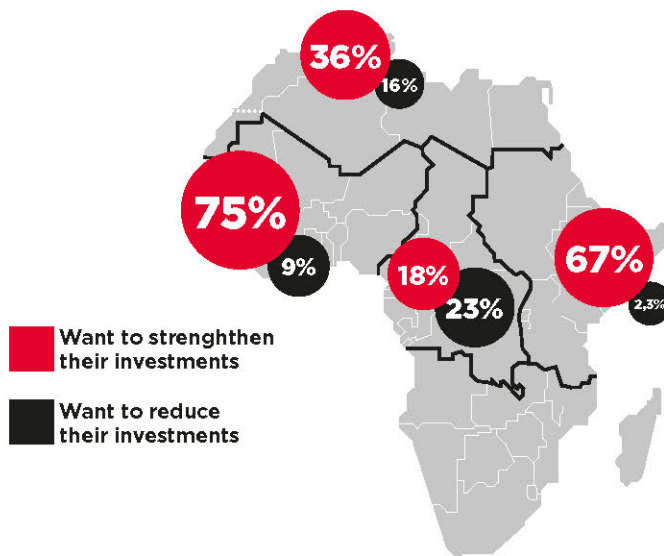 36%
16%
75%
9%
18%
23%
67%
2,3%
Want to strenghthen
their investments
Want to reduce
their investments